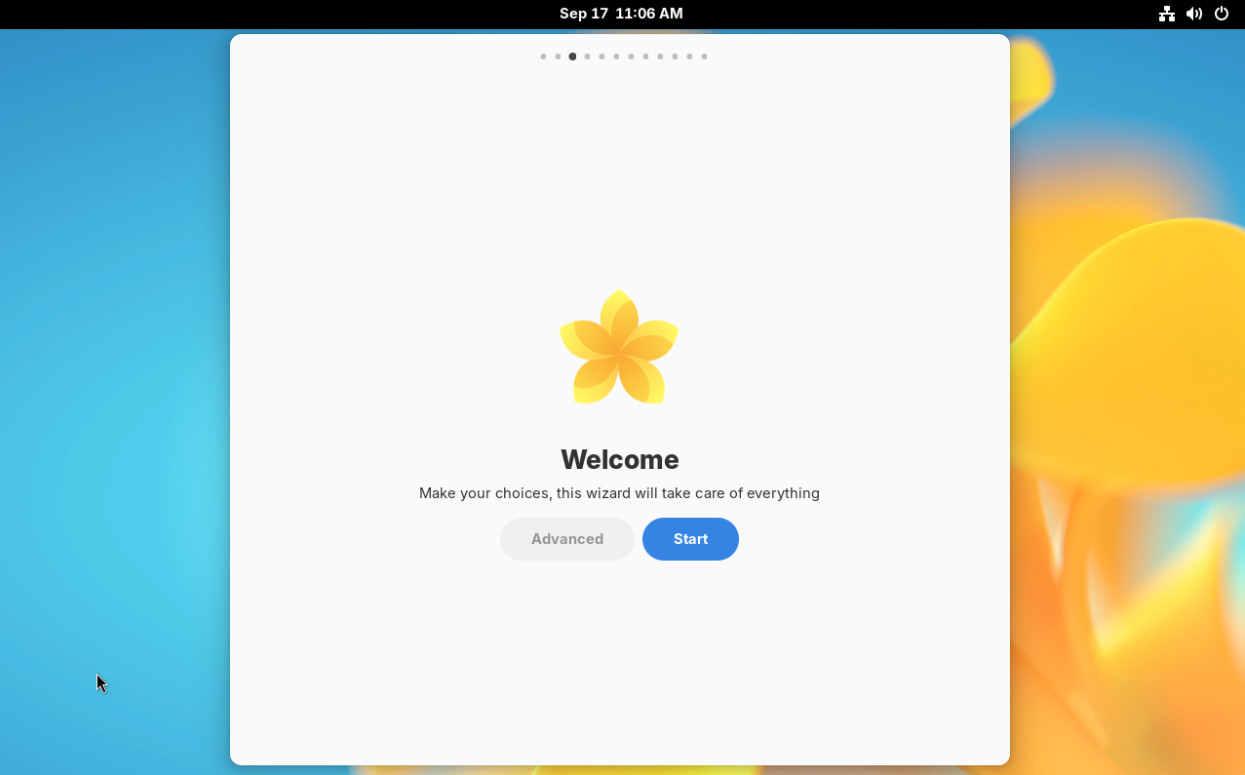 Sep 17 11:06 AM
Welcome
Make your choices, this wizard will take care of everything
Advanced
Start